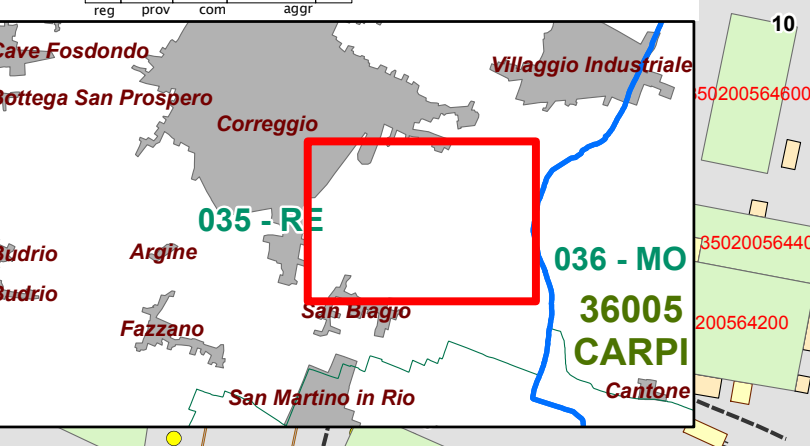 reg prov com aggr
10
Cave Fosdondo
Villaggio Industriale
Bottega San Prospero
350200564600
Correggio
035 - RE
35020056440
Budrio
Argine
036 - MO
Budrio
San Biagio
36005
200564200
Fazzano
CARPI
San Martino in Rio
Cantone